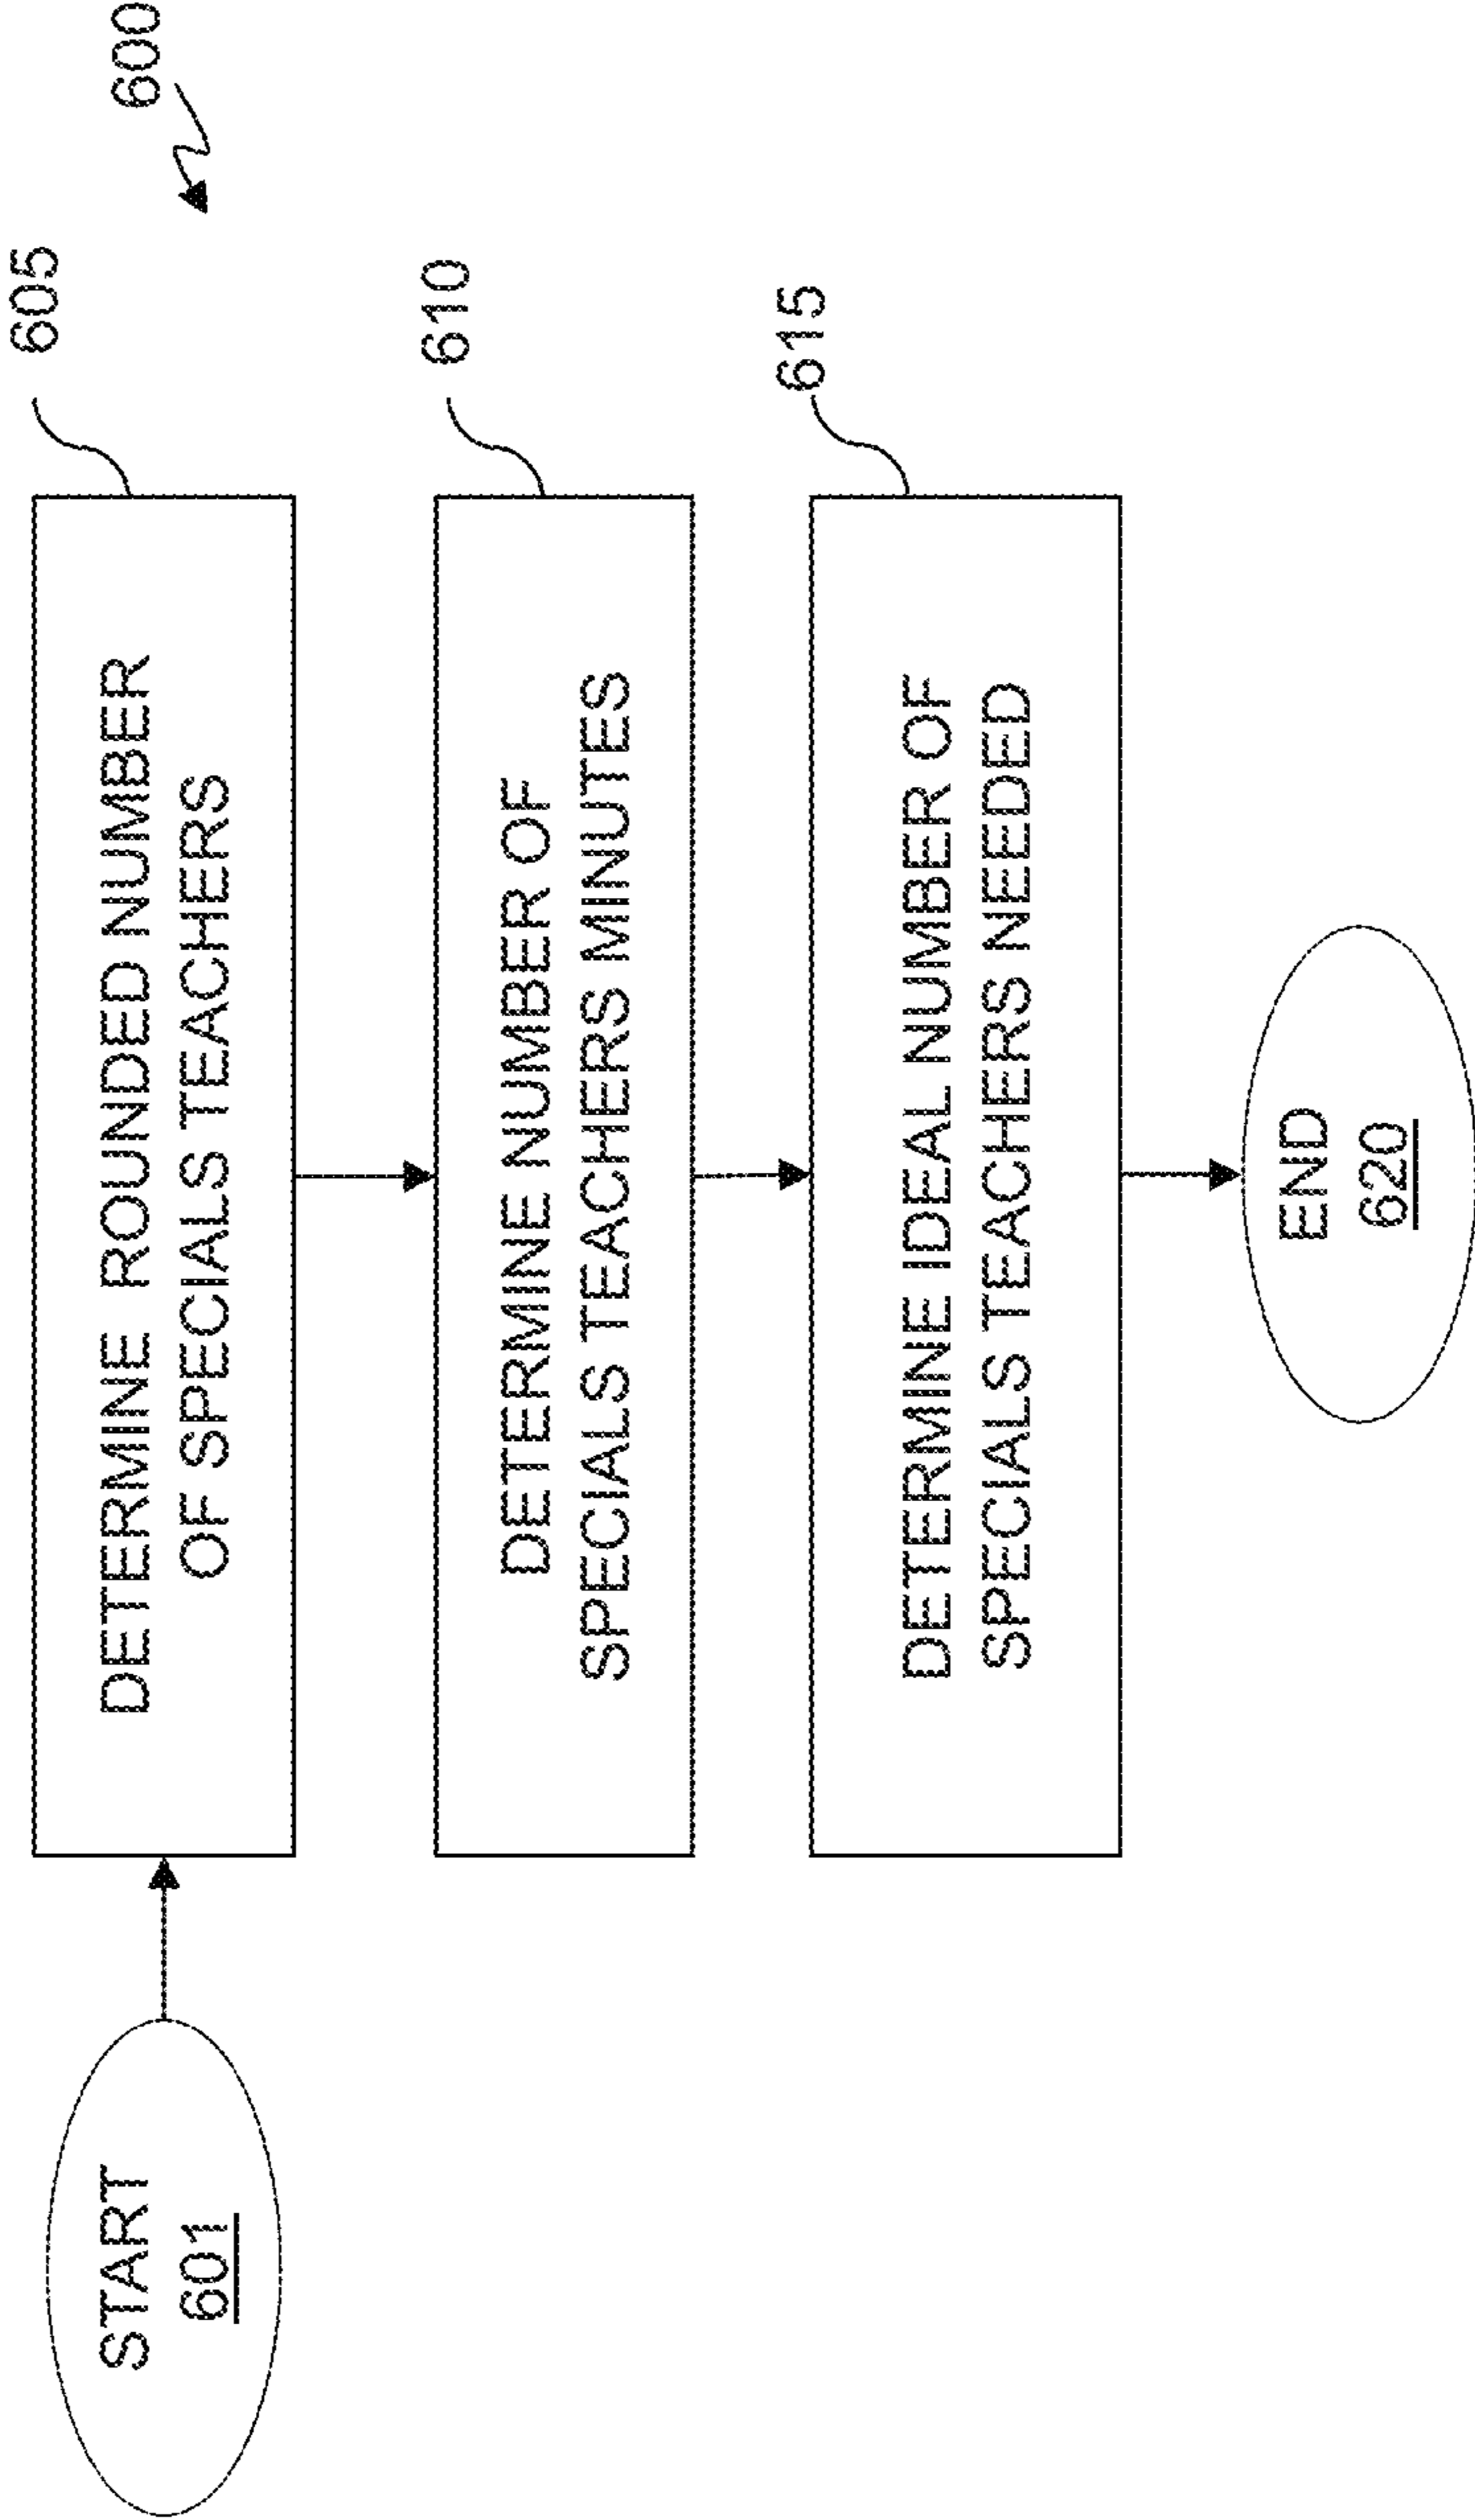 600
START
601
605
DETERMINE ROUNDED NUMBER
OF SPECIALS TEACHERS
610
DETERMINE NUMBER OF
SPECIALS TEACHERS MINUTES
615
DETERMINE IDEAL NUMBER OF
SPECIALS TEACHERS NEEDED
END
620